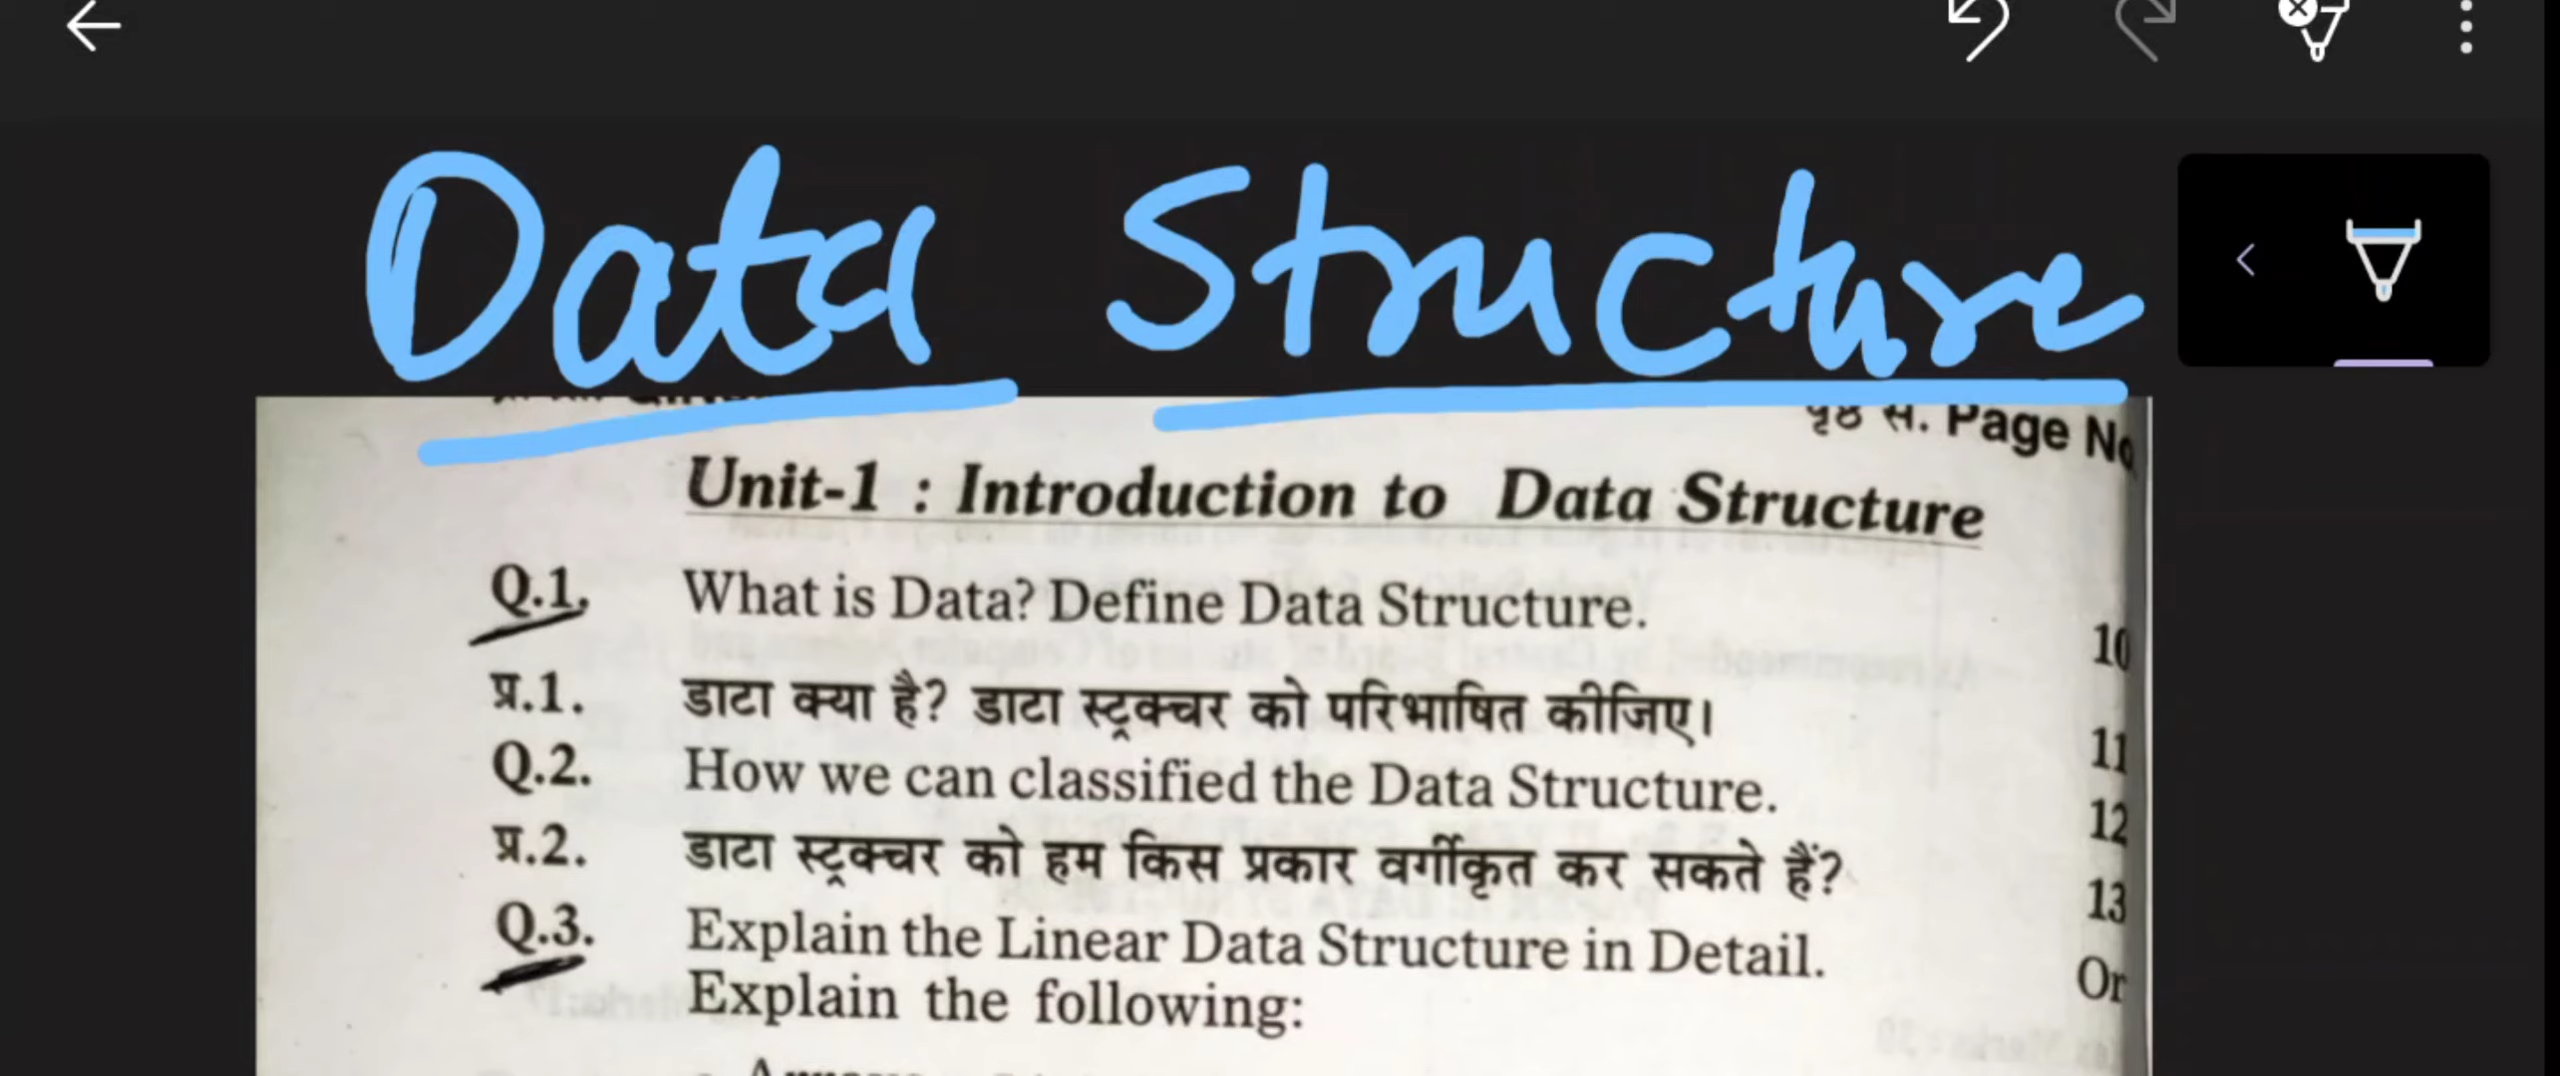 Data Structure
पृष्ठ सं. Page No
Unit-1 : Introduction to Data Structure
Q.1. What is Data? Define Data Structure. 10
प्र.1. डाटा क्या है? डाटा स्ट्रक्चर को परिभाषित कीजिए। 11
Q.2. How we can classified the Data Structure. 12
प्र.2. डाटा स्ट्रक्चर को हम किस प्रकार वर्गीकृत कर सकते हैं? 13
Q.3. Explain the Linear Data Structure in Detail. Or
Explain the following: